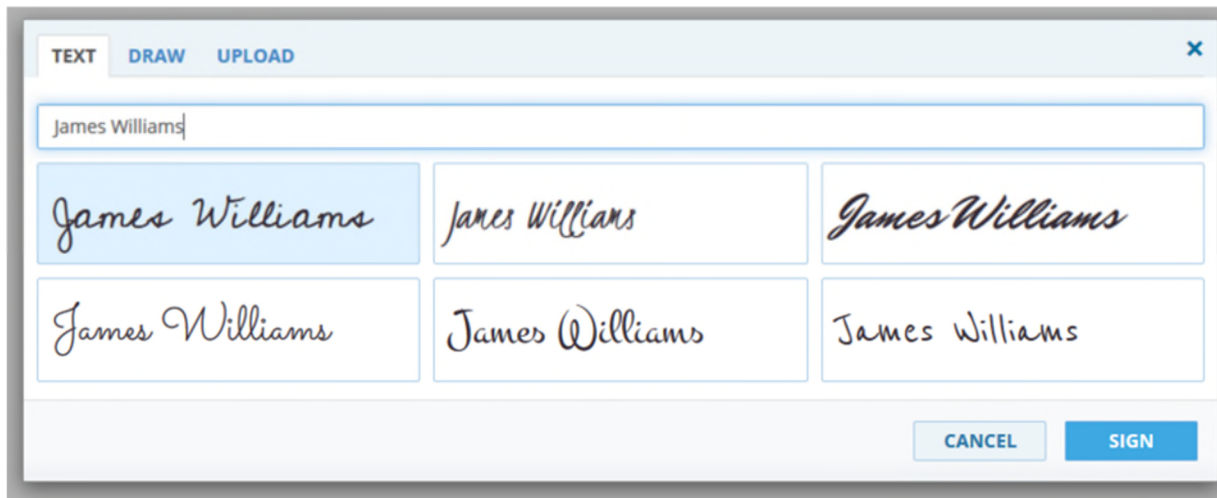 TEXT DRAW UPLOAD ×
James Williams
James Williams James Williams James Williams
James Williams James Williams James Williams
CANCEL SIGN